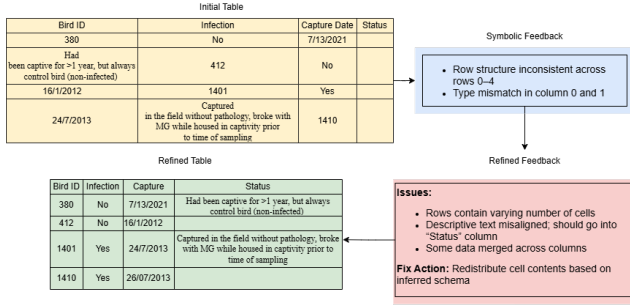 Initial Table
Bird ID Infection Capture Date Status
380 No 7/13/2021
Had
been captive for >1 year, but always
control bird (non-infected)
412 No
16/1/2012 1401 Yes
24/7/2013
Captured
in the field without pathology, broke with
MG while housed in captivity prior
to time of sampling
1410
Symbolic Feedback
• Row structure inconsistent across
rows 0–4
• Type mismatch in column 0 and 1
Refined Feedback
Issues:
• Rows contain varying number of cells
• Descriptive text misaligned; should go into
"Status" column
• Some data merged across columns
Fix Action: Redistribute cell contents based on
inferred schema
Refined Table
Bird ID Infection Capture Status
380 No 7/13/2021
Had been captive for >1 year, but always
control bird (non-infected)
412 No 16/1/2012
1401 Yes 24/7/2013
Captured in the field without pathology, broke
with MG while housed in captivity prior to
time of sampling
1410 Yes 26/07/2013